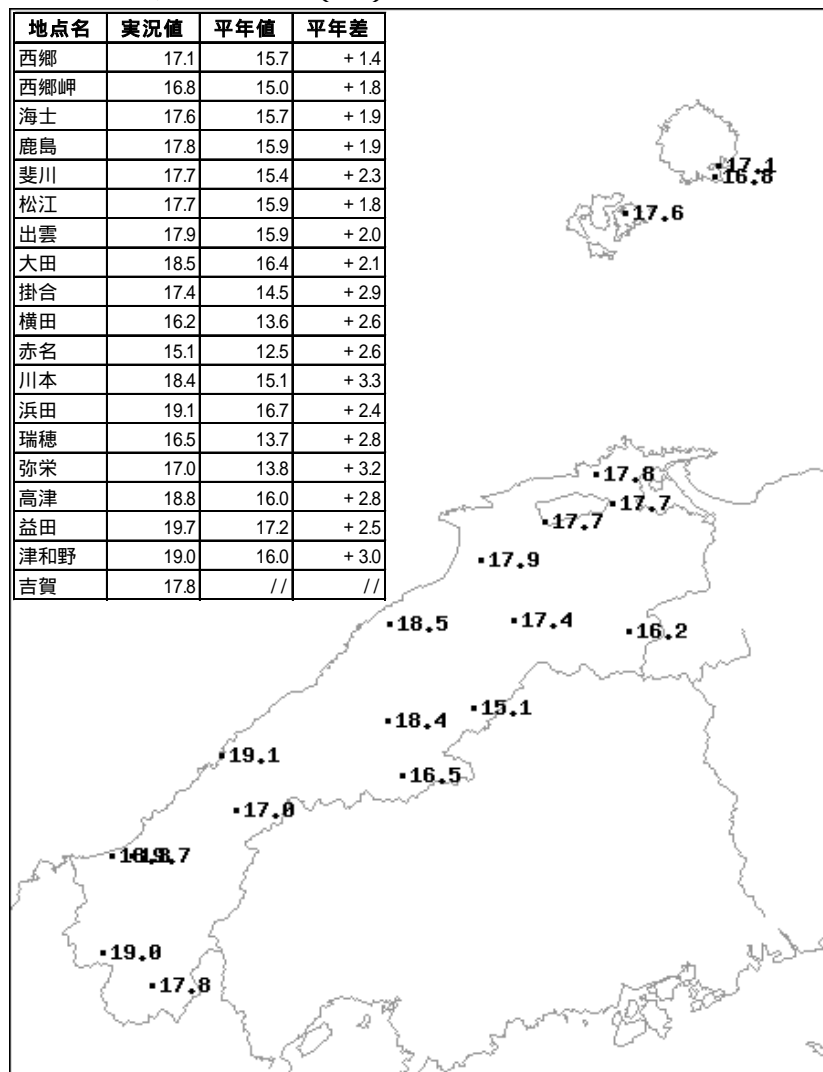 地点名 実況値 平年値 平年差
西郷 17.1 15.7 + 1.4
西郷岬 16.8 15.0 + 1.8
海士 17.6 15.7 + 1.9
鹿島 17.8 15.9 + 1.9
斐川 17.7 15.4 + 2.3
松江 17.7 15.9 + 1.8
出雲 17.9 15.9 + 2.0
大田 18.5 16.4 + 2.1
掛合 17.4 14.5 + 2.9
横田 16.2 13.6 + 2.6
赤名 15.1 12.5 + 2.6
川本 18.4 15.1 + 3.3
浜田 19.1 16.7 + 2.4
瑞穂 16.5 13.7 + 2.8
弥栄 17.0 13.8 + 3.2
高津 18.8 16.0 + 2.8
益田 19.7 17.2 + 2.5
津和野 19.0 16.0 + 3.0
吉賀 17.8 // //
17.1
16.8
17.6
17.8
17.7
17.7
17.9
18.5
17.4
16.2
15.1
18.4
19.1
16.5
17.0
19.0
17.8